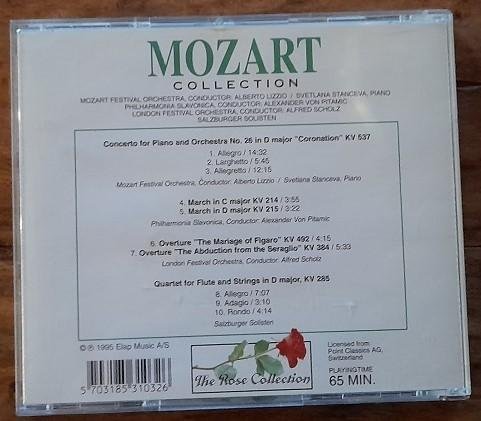 MOZART
COLLECTION
MOZART FESTIVAL ORCHESTRA, CONDUCTOR: ALBERTO LIZZIO / SVETLANA STANCEVA, PIANO
PHILHARMONIA SLAVONICA, CONDUCTOR: ALEXANDER VON PITAMIC
LONDON FESTIVAL ORCHESTRA, CONDUCTOR: ALFRED SCHOLZ
SALZBURGER SOLISTEN
Concerto for Piano and Orchestra No. 26 in D major "Coronation" KV 537
1. Allegro / 14:32
2. Larghetto / 5:45
3. Allegretto / 12:15
Mozart Festival Orchestra, Conductor: Alberto Lizzio / Svetlana Stanceva, Piano
4. March in C major KV 214 / 3:55
5. March in D major KV 215 / 3:22
Philharmonia Slavonica, Conductor: Alexander Von Pitamic
6. Overture "The Mariage of Figaro" KV 492 / 4:15
7. Overture "The Abduction from the Seraglio" KV 384 / 5:33
London Festival Orchestra, Conductor: Alfred Scholz
Quartet for Flute and Strings in D major, KV 285
8. Allegro / 7:07
9. Adagio / 3:10
10. Rondo / 4:14
Salzburger Solisten
© ℗ 1995 Elap Music A/S
5 703185 310326
The Rose Collection
Licensed from
Point Classics AG,
Switzerland
PLAYINGTIME
65 MIN.